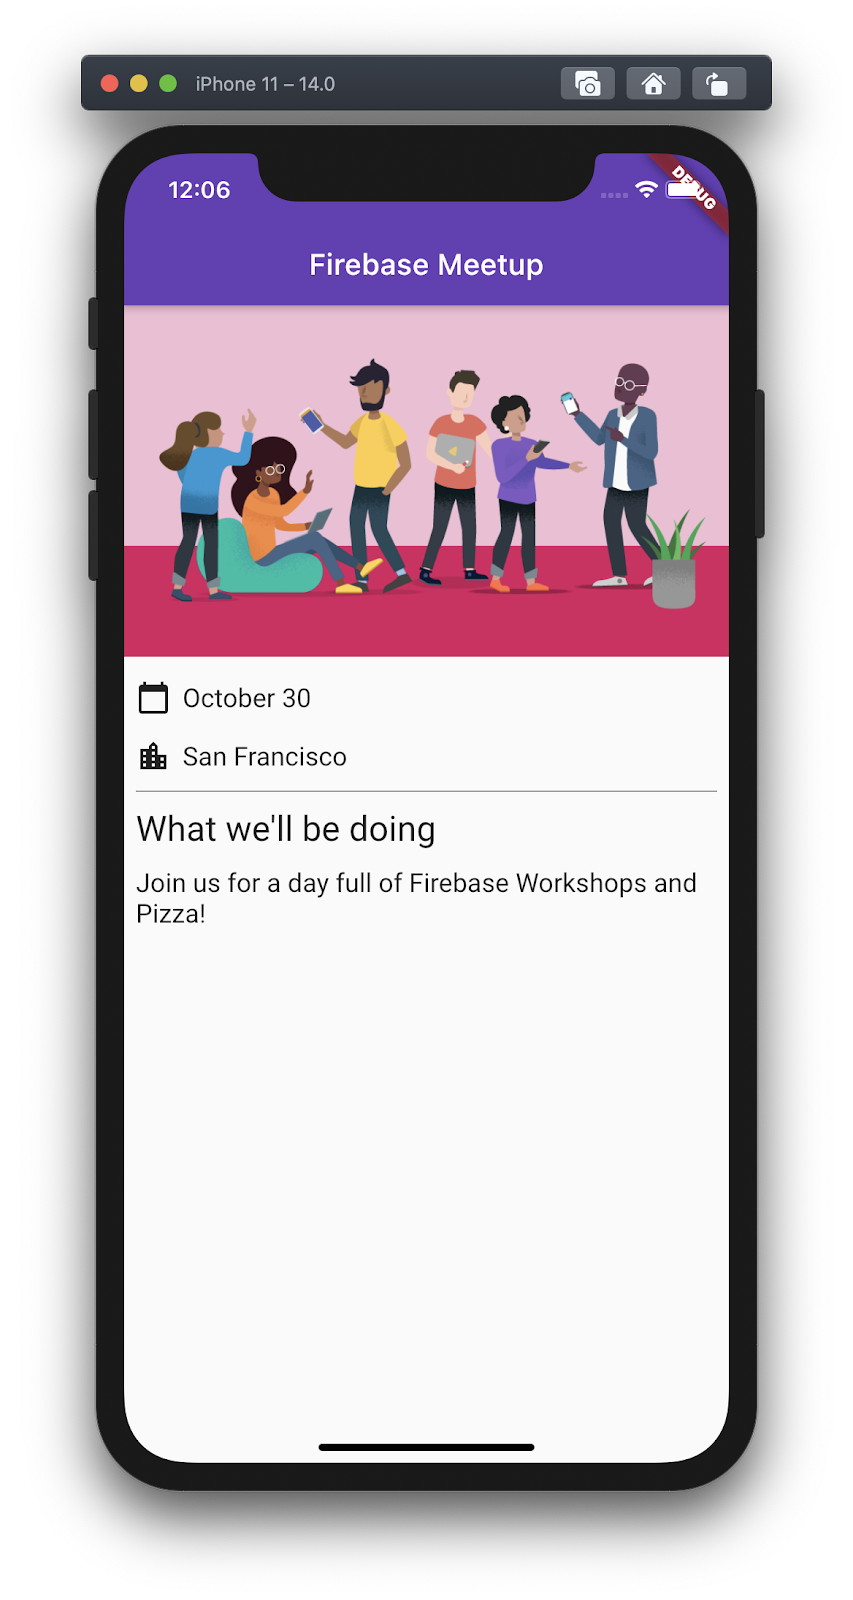 iPhone 11 – 14.0
12:06
DEBUG
Firebase Meetup
October 30
San Francisco
What we'll be doing
Join us for a day full of Firebase Workshops and
Pizza!